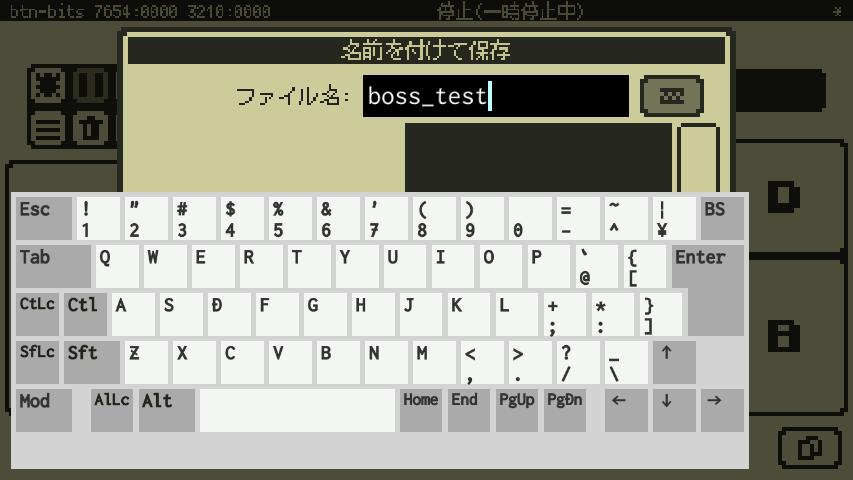 btn-bits 7654:0000 3210:0000 停止(一時停止中) *
名前を付けて保存
ファイル名: boss_test
D
B
Esc ! 1 " 2 # 3 $ 4 % 5 & 6 ' 7 ( 8 ) 9 0 = - ~ ^ | ¥ BS
Tab Q W E R T Y U I O P ` @ { [ Enter
CtLc Ctl A S D F G H J K L + ; * : } ]
SfLc Sft Z X C V B N M < , > . ? / _ \ ↑
Mod AlLc Alt Home End PgUp PgDn ← ↓ →